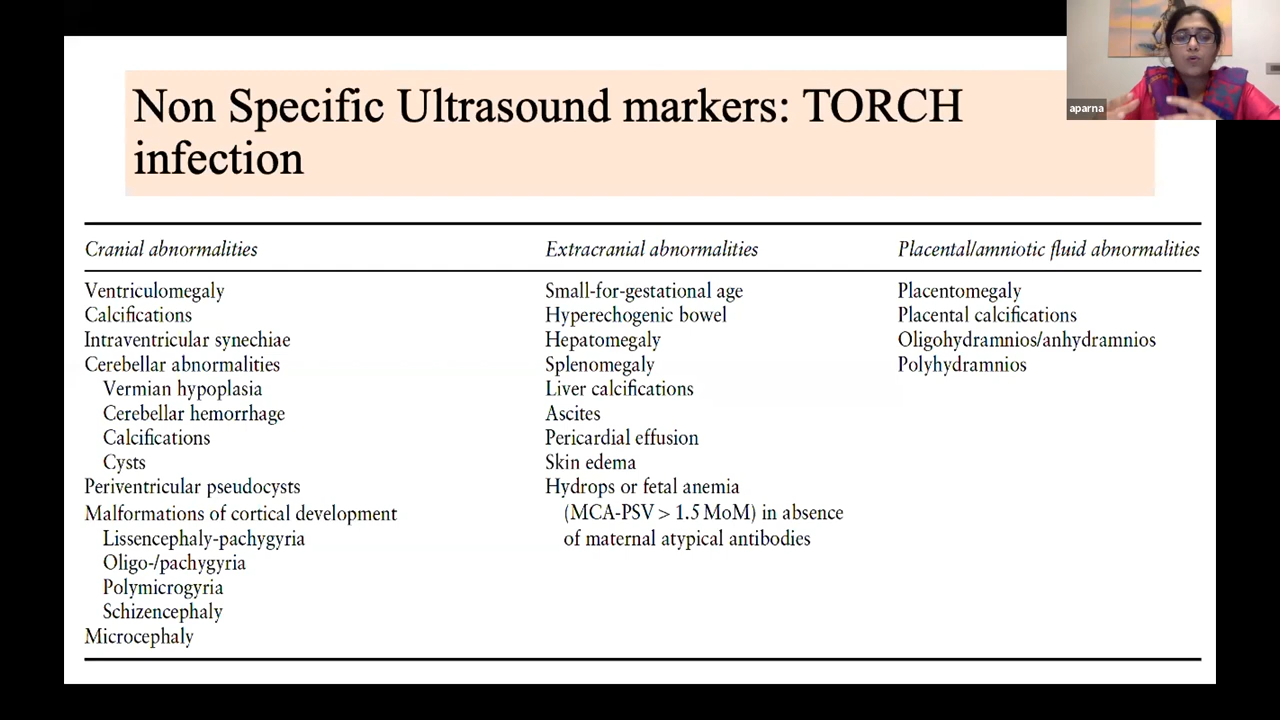 Non Specific Ultrasound markers: TORCH
infection
aparna
Cranial abnormalities
Ventriculomegaly
Calcifications
Intraventricular synechiae
Cerebellar abnormalities
Vermian hypoplasia
Cerebellar hemorrhage
Calcifications
Cysts
Periventricular pseudocysts
Malformations of cortical development
Lissencephaly-pachygyria
Oligo-/pachygyria
Polymicrogyria
Schizencephaly
Microcephaly
Extracranial abnormalities
Small-for-gestational age
Hyperechogenic bowel
Hepatomegaly
Splenomegaly
Liver calcifications
Ascites
Pericardial effusion
Skin edema
Hydrops or fetal anemia
(MCA-PSV > 1.5 MoM) in absence
of maternal atypical antibodies
Placental/amniotic fluid abnormalities
Placentomegaly
Placental calcifications
Oligohydramnios/anhydramnios
Polyhydramnios